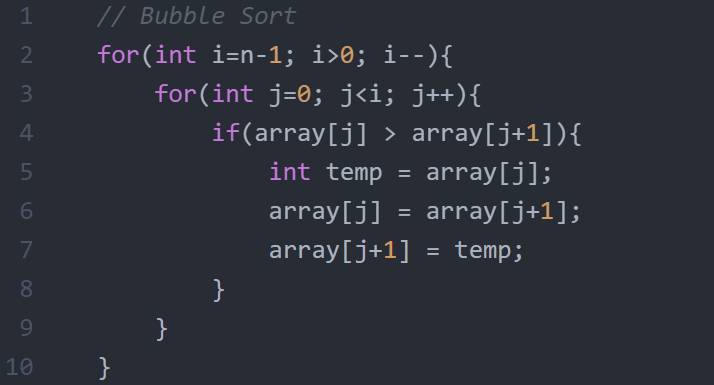 1 // Bubble Sort
2 for(int i=n-1; i>0; i--){
3 for(int j=0; j<i; j++){
4 if(array[j] > array[j+1]){
5 int temp = array[j];
6 array[j] = array[j+1];
7 array[j+1] = temp;
8 }
9 }
10 }